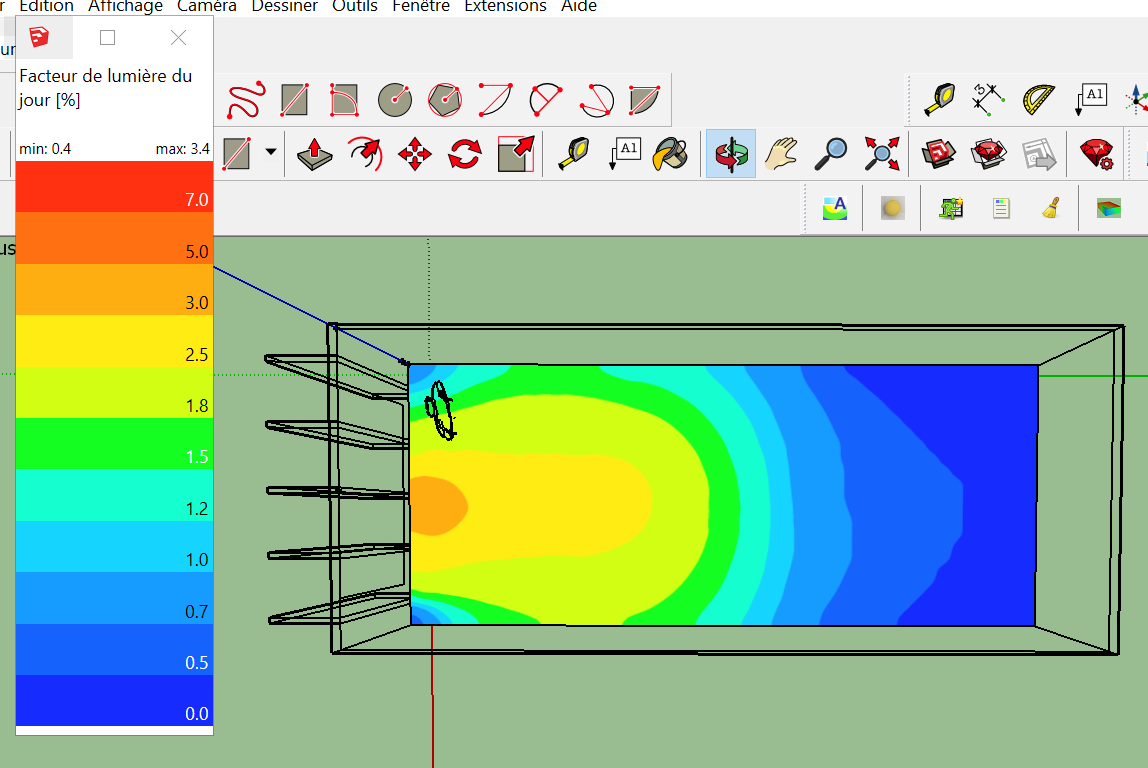 r Edition Affichage Caméra Dessiner Outils Fenêtre Extensions Aide
ur
Facteur de lumière du
jour [%]
min: 0.4 max: 3.4
7.0
5.0
3.0
2.5
1.8
1.5
1.2
1.0
0.7
0.5
0.0
A1
3
A1
A
us